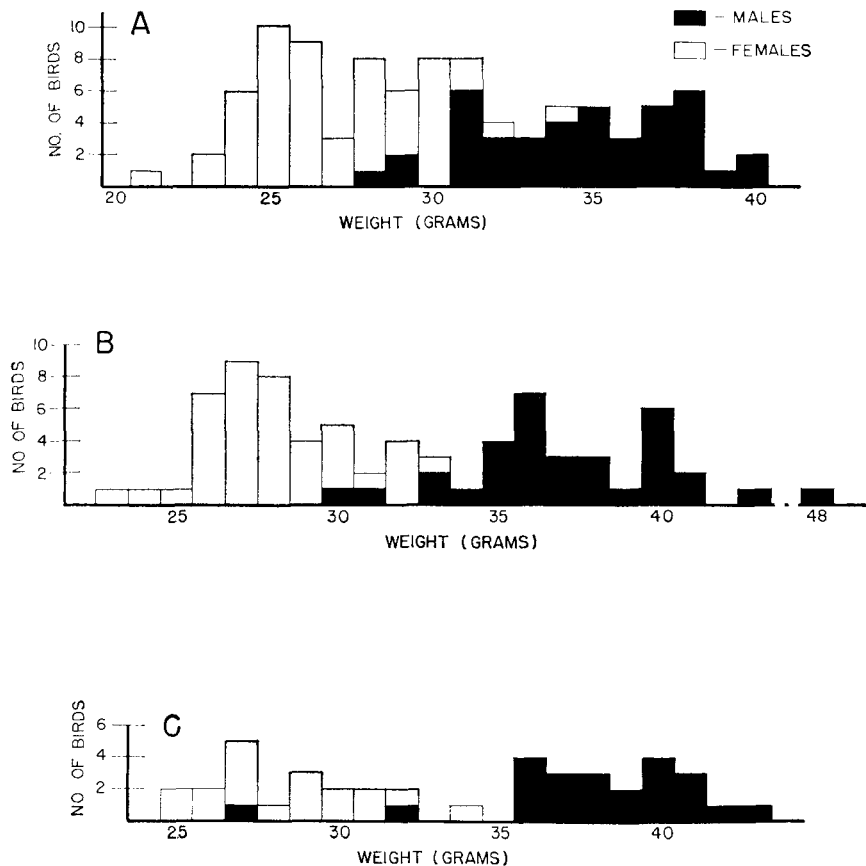 A
- MALES
- FEMALES
NO. OF BIRDS
10
8
6
4
2
20 25 30 35 40
WEIGHT (GRAMS)
B
NO OF BIRDS
10
8
6
4
2
25 30 35 40 48
WEIGHT (GRAMS)
C
NO. OF BIRDS
6
4
2
25 30 35 40
WEIGHT (GRAMS)